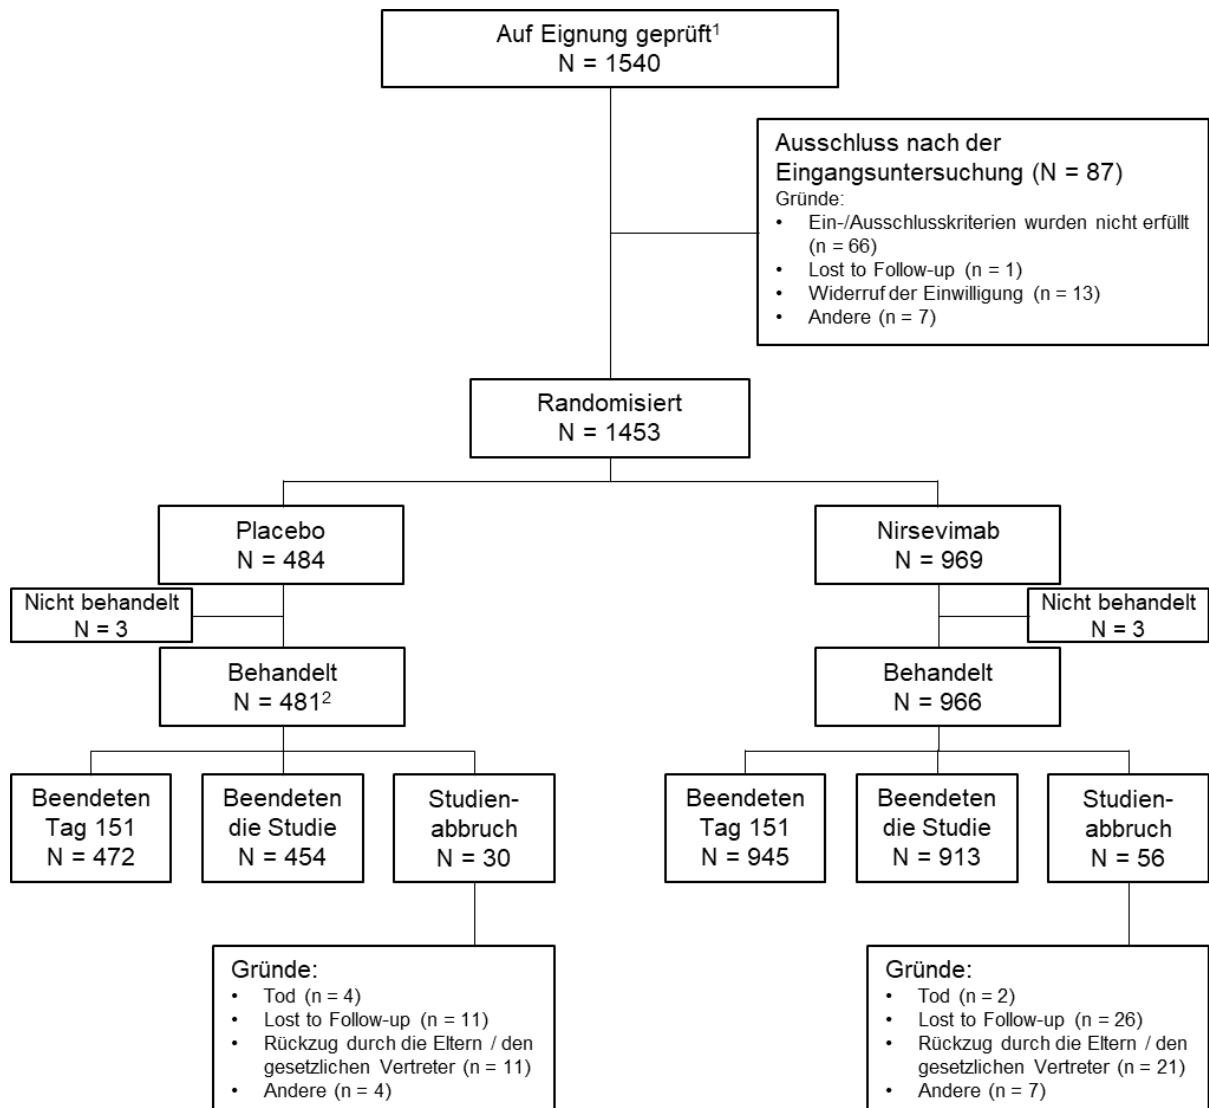 Auf Eignung geprüft¹
N = 1540
Ausschluss nach der
Eingangsuntersuchung (N = 87)
Gründe:
• Ein-/Ausschlusskriterien wurden nicht erfüllt
(n = 66)
• Lost to Follow-up (n = 1)
• Widerruf der Einwilligung (n = 13)
• Andere (n = 7)
Randomisiert
N = 1453
Placebo
N = 484
Nirsevimab
N = 969
Nicht behandelt
N = 3
Nicht behandelt
N = 3
Behandelt
N = 481²
Behandelt
N = 966
Beendeten
Tag 151
N = 472
Beendeten
die Studie
N = 454
Studien-
abbruch
N = 30
Beendeten
Tag 151
N = 945
Beendeten
die Studie
N = 913
Studien-
abbruch
N = 56
Gründe:
• Tod (n = 4)
• Lost to Follow-up (n = 11)
• Rückzug durch die Eltern / den
gesetzlichen Vertreter (n = 11)
• Andere (n = 4)
Gründe:
• Tod (n = 2)
• Lost to Follow-up (n = 26)
• Rückzug durch die Eltern / den
gesetzlichen Vertreter (n = 21)
• Andere (n = 7)